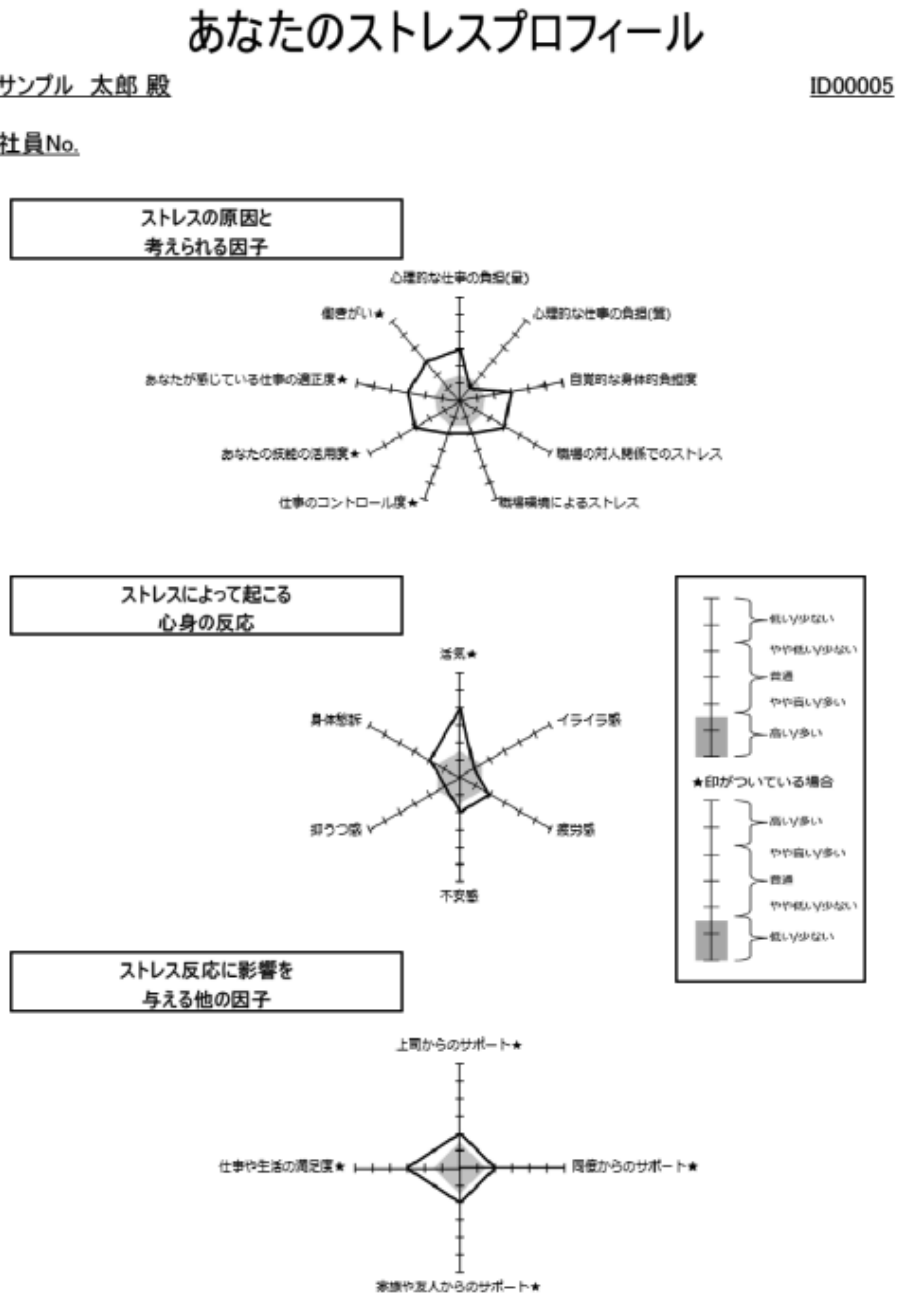 あなたのストレスプロフィール
サンプル 太郎 殿
ID00005
社員No.
ストレスの原因と
考えられる因子
心理的な仕事の負担(量)
心理的な仕事の負担(質)
自覚的な身体的負担度
職場の対人関係でのストレス
職場環境によるストレス
仕事のコントロール度★
あなたの技能の活用度★
あなたが感じている仕事の適正度★
働きがい★
ストレスによって起こる
心身の反応
活気★
イライラ感
疲労感
不安感
抑うつ感
身体愁訴
低い/少ない
やや低い/少ない
普通
やや高い/多い
高い/多い
★印がついている場合
高い/多い
やや高い/多い
普通
やや低い/少ない
低い/少ない
ストレス反応に影響を
与える他の因子
上司からのサポート★
同僚からのサポート★
家族や友人からのサポート★
仕事や生活の満足度★